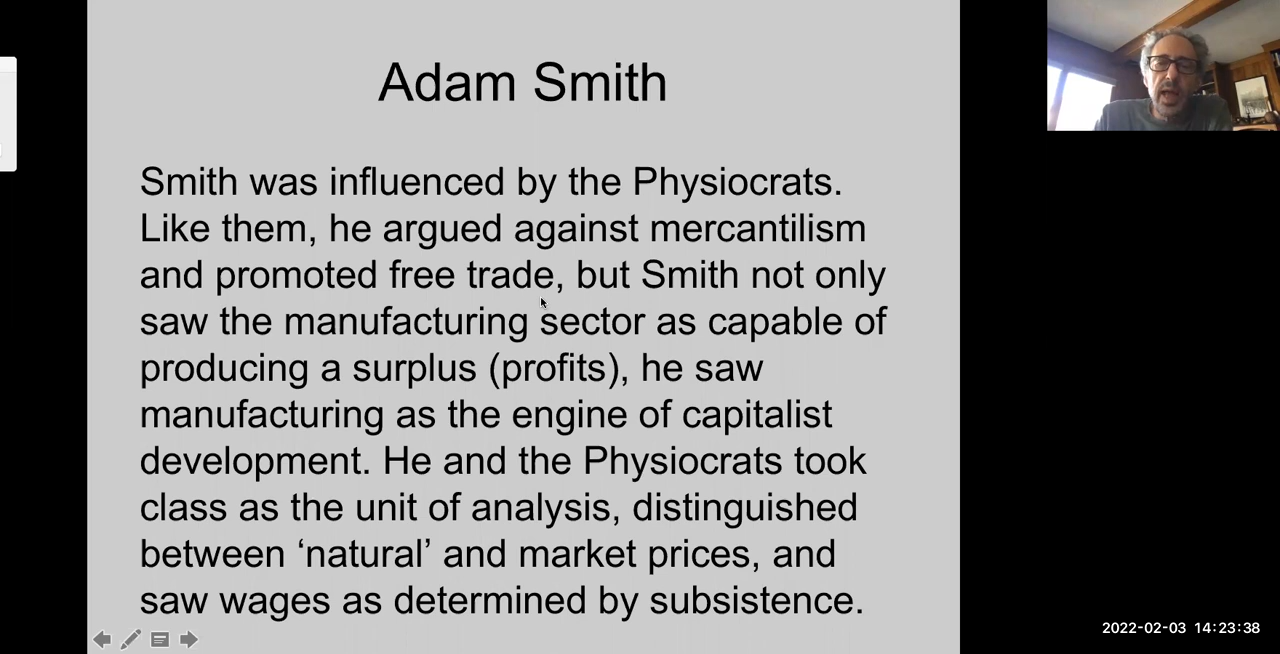 Adam Smith
Smith was influenced by the Physiocrats.
Like them, he argued against mercantilism
and promoted free trade, but Smith not only
saw the manufacturing sector as capable of
producing a surplus (profits), he saw
manufacturing as the engine of capitalist
development. He and the Physiocrats took
class as the unit of analysis, distinguished
between ‘natural’ and market prices, and
saw wages as determined by subsistence.
2022-02-03 14:23:38